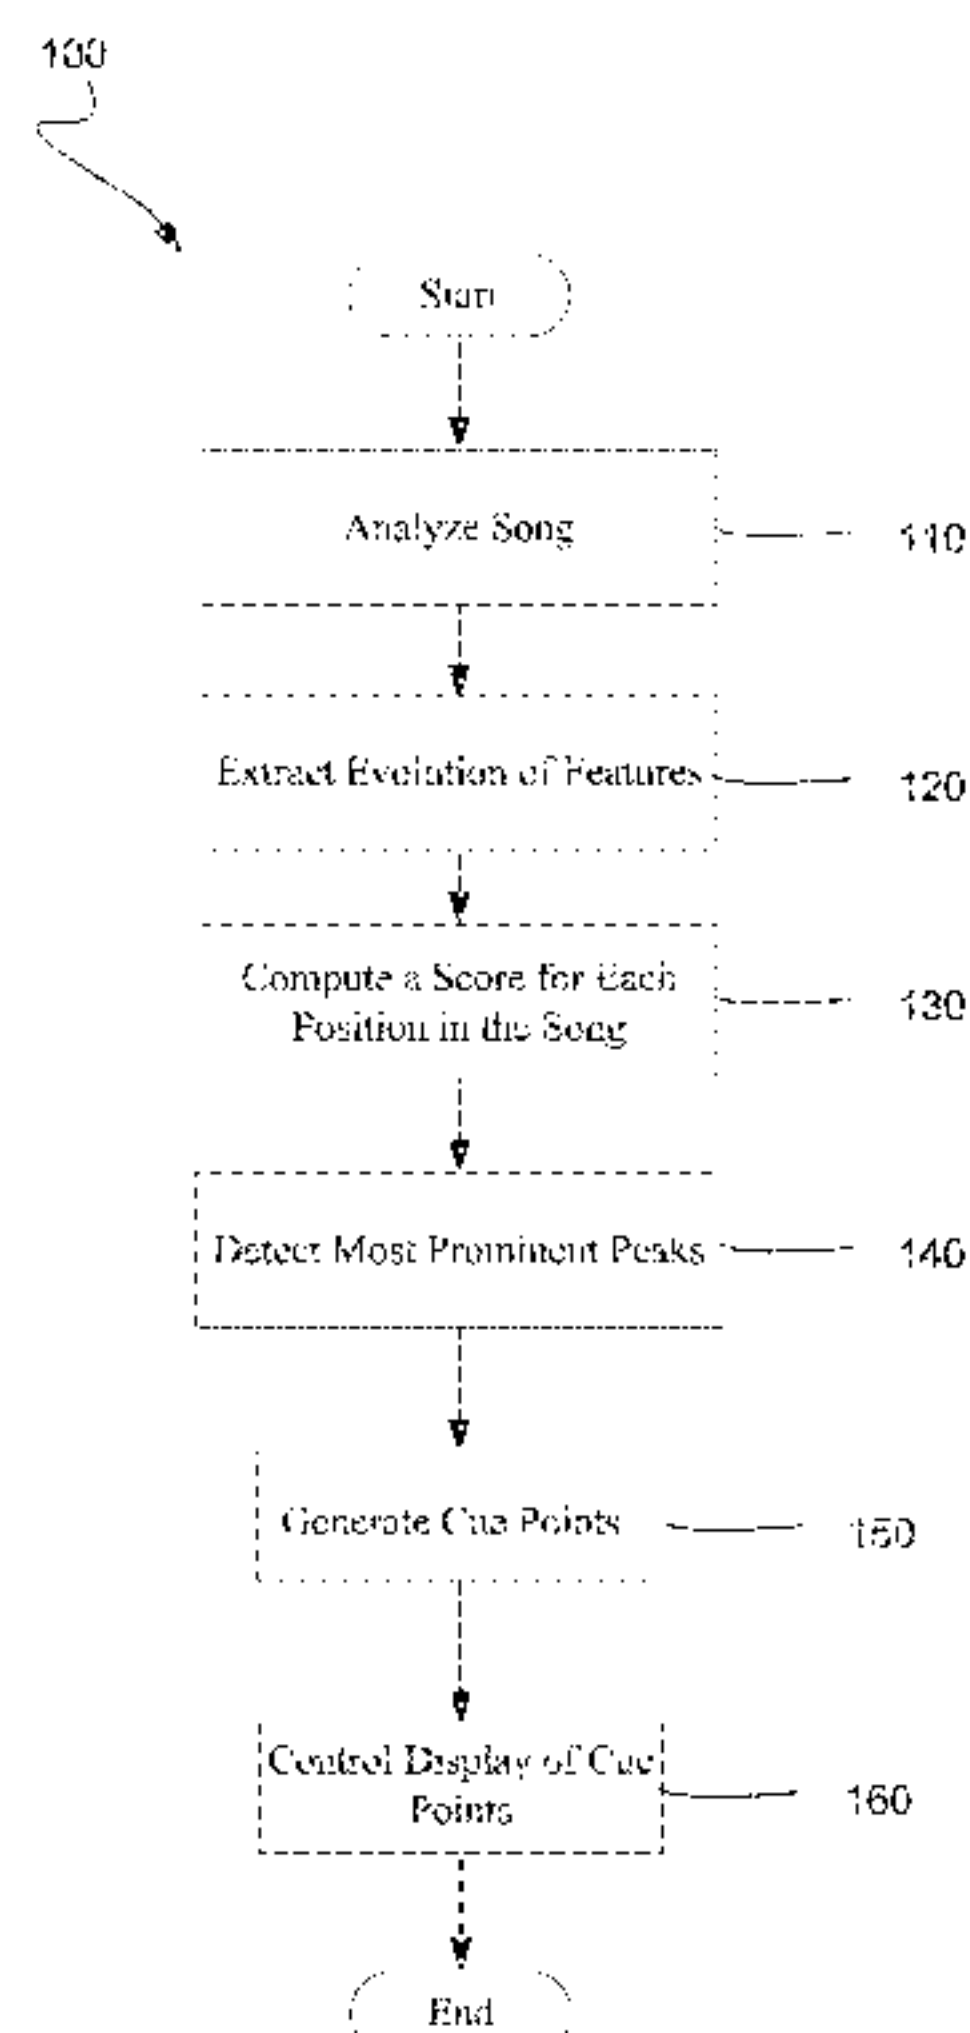 100
Start
Analyze Song
110
Extract Evolution of Features
120
Compute a Score for Each
Position in the Song
130
Detect Most Prominent Peaks
140
Generate Cue Points
150
Control Display of Cue
Points
160
End